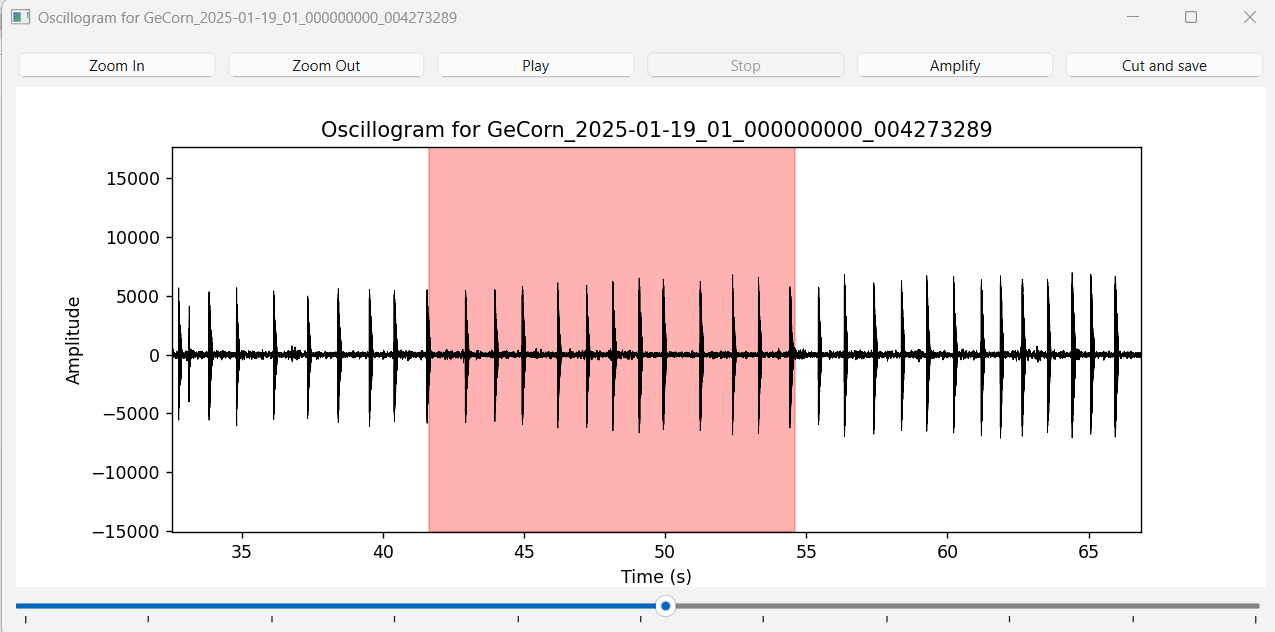 Oscillogram for GeCorn_2025-01-19_01_000000000_004273289
Zoom In Zoom Out Play Stop Amplify Cut and save
Oscillogram for GeCorn_2025-01-19_01_000000000_004273289
15000
10000
5000
0
−5000
−10000
−15000
Amplitude
35 40 45 50 55 60 65
Time (s)